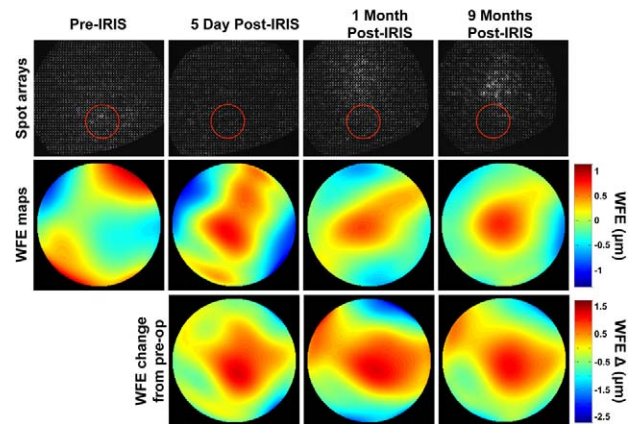 Pre-IRIS
5 Day Post-IRIS
1 Month
Post-IRIS
9 Months
Post-IRIS
Spot arrays
WFE maps
1
0.5
0
-0.5
-1
WFE (µm)
WFE change
from pre-op
1.5
0.5
-0.5
-1.5
-2.5
WFE Δ (µm)